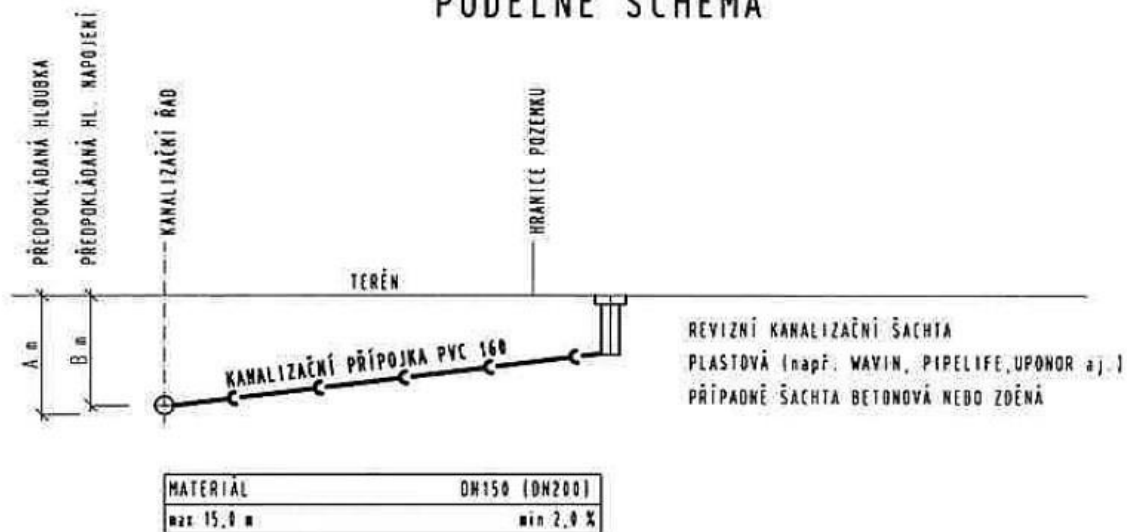 PODÉLNÉ SCHÉMA
PŘEDPOKLÁDANÁ HLOUBKA
PŘEDPOKLÁDANÁ HL. NAPOJENÍ
KANALIZAČNÍ ŘAD
HRANICE POZEMKU
TERÉN
A m
B m
KANALIZAČNÍ PŘÍPOJKA PVC 160
REVIZNÍ KANALIZAČNÍ ŠACHTA
PLASTOVÁ (např. WAVIN, PIPELIFE,UPONOR aj.)
PŘÍPADNĚ ŠACHTA BETONOVÁ NEBO ZDĚNÁ
MATERIÁL DN150 (DN200)
max 15,0 m min 2,0 %